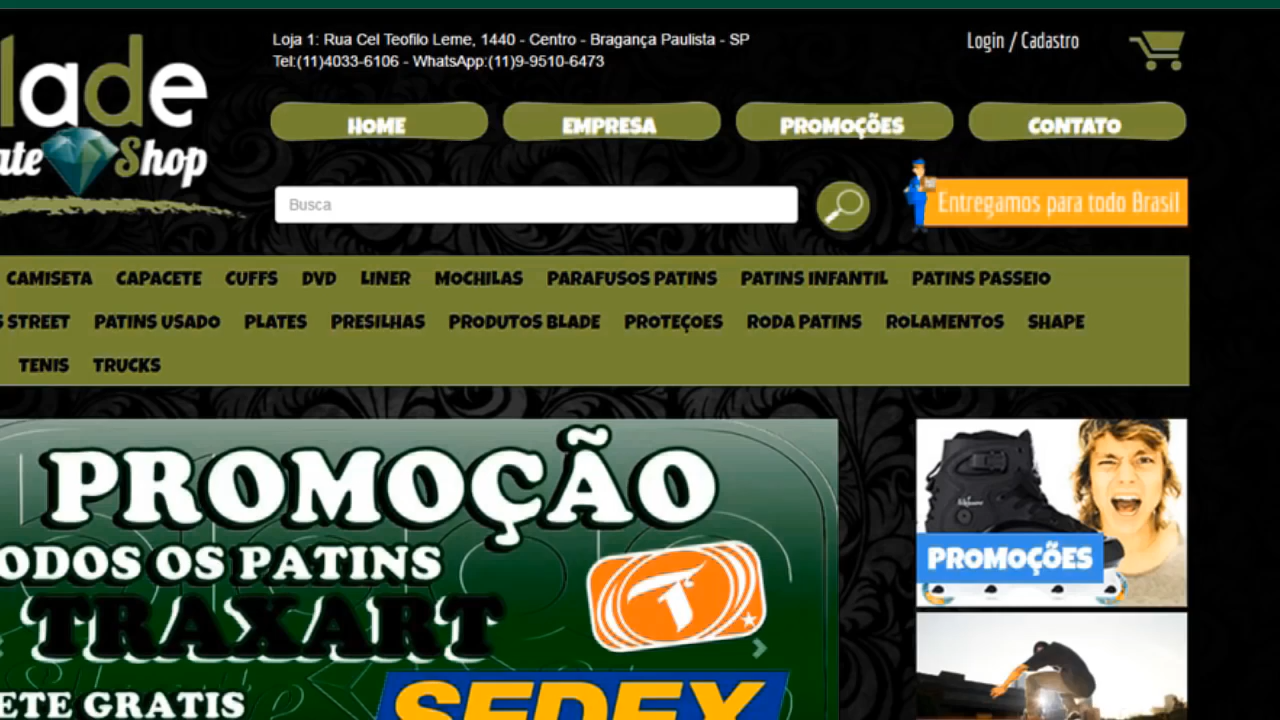 Loja 1: Rua Cel Teofilo Leme, 1440 - Centro - Bragança Paulista - SP
Tel:(11)4033-6106 - WhatsApp:(11)9-9510-6473
Login / Cadastro
lade
ate Shop
HOME EMPRESA PROMOÇÕES CONTATO
Busca
Entregamos para todo Brasil
CAMISETA CAPACETE CUFFS DVD LINER MOCHILAS PARAFUSOS PATINS PATINS INFANTIL PATINS PASSEIO
S STREET PATINS USADO PLATES PRESILHAS PRODUTOS BLADE PROTEÇOES RODA PATINS ROLAMENTOS SHAPE
TENIS TRUCKS
PROMOÇÃO
ODOS OS PATINS
TRAXART
T
ETE GRATIS
SEDEX
PROMOÇÕES